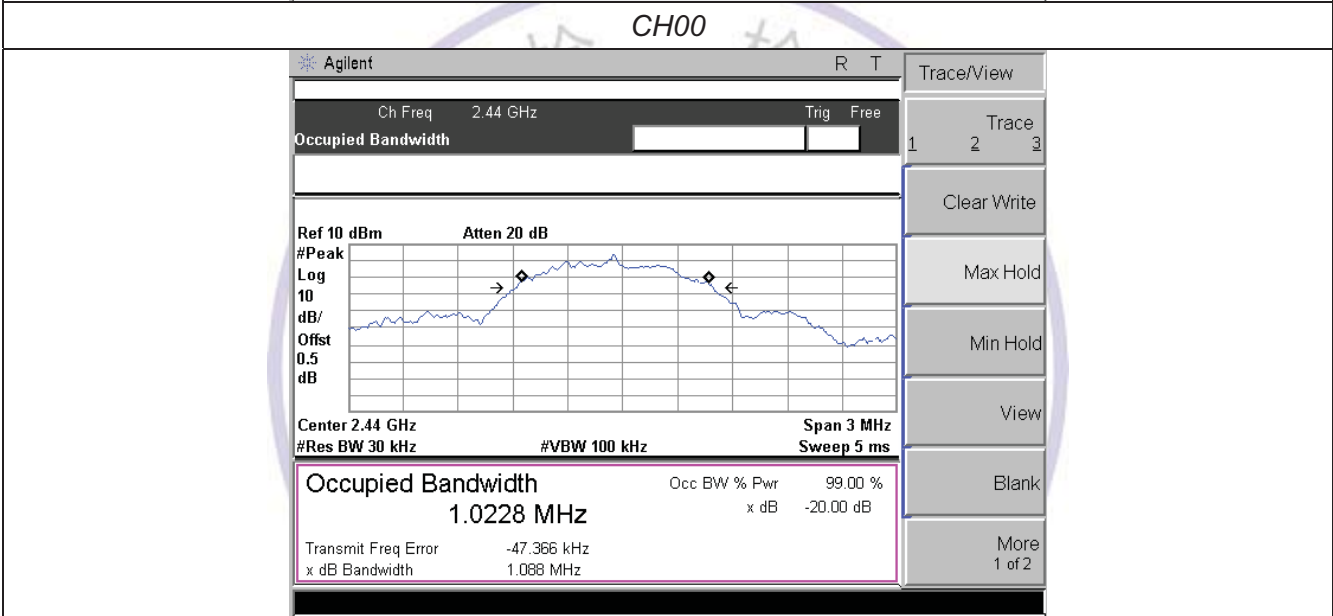 CH00
Agilent R T
Trace/View
Ch Freq 2.44 GHz Trig Free
Occupied Bandwidth
Trace
1 2 3
Clear Write
Max Hold
Min Hold
View
Blank
More
1 of 2
Ref 10 dBm Atten 20 dB
#Peak
Log
10
dB/
Offst
0.5
dB
Center 2.44 GHz Span 3 MHz
#Res BW 30 kHz #VBW 100 kHz Sweep 5 ms
Occupied Bandwidth Occ BW % Pwr 99.00 %
1.0228 MHz x dB -20.00 dB
Transmit Freq Error -47.366 kHz
x dB Bandwidth 1.088 MHz